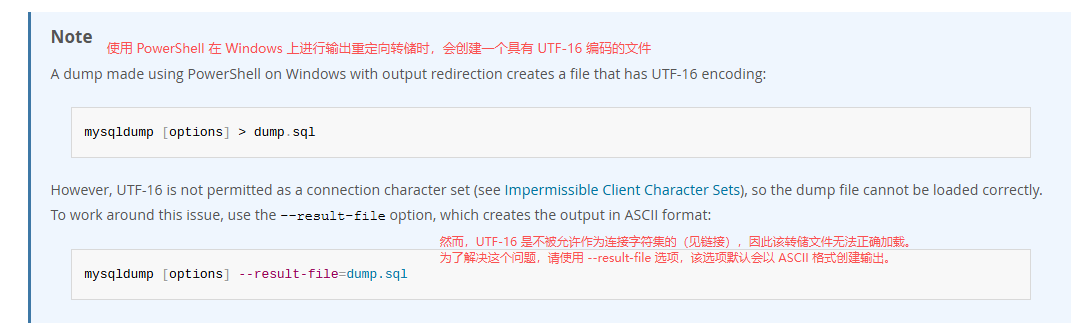 Note
使用 PowerShell 在 Windows 上进行输出重定向转储时，会创建一个具有 UTF-16 编码的文件
A dump made using PowerShell on Windows with output redirection creates a file that has UTF-16 encoding:
mysqldump [options] > dump.sql
However, UTF-16 is not permitted as a connection character set (see Impermissible Client Character Sets), so the dump file cannot be loaded correctly.
To work around this issue, use the --result-file option, which creates the output in ASCII format:
然而，UTF-16 是不被允许作为连接字符集的（见链接），因此该转储文件无法正确加载。
为了解决这个问题，请使用 --result-file 选项，该选项默认会以 ASCII 格式创建输出。
mysqldump [options] --result-file=dump.sql